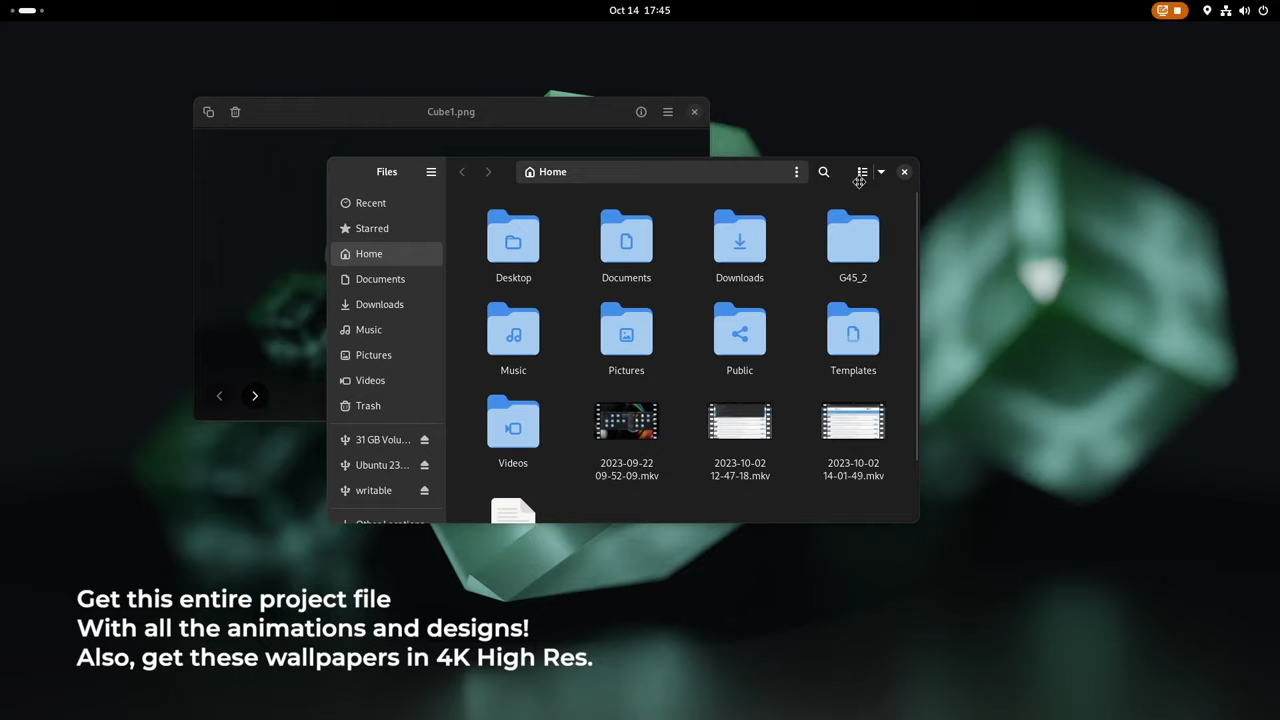 Oct 14 17:45
Cube1.png
Files
Home
Recent
Starred
Home
Documents
Downloads
Music
Pictures
Videos
Trash
31 GB Volu...
Ubuntu 23...
writable
Other Locations
Desktop
Documents
Downloads
G45_2
Music
Pictures
Public
Templates
Videos
2023-09-22
09-52-09.mkv
2023-10-02
12-47-18.mkv
2023-10-02
14-01-49.mkv
Get this entire project file
With all the animations and designs!
Also, get these wallpapers in 4K High Res.